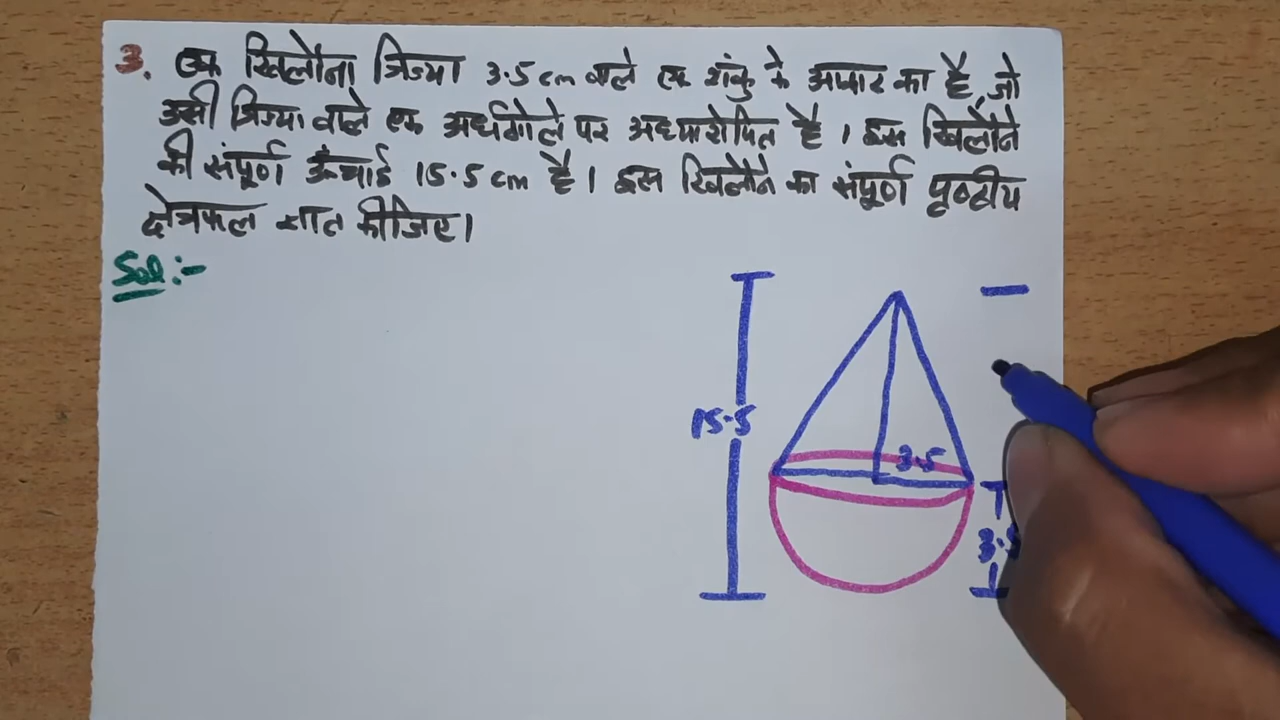 3. एक खिलौना त्रिज्या 3.5 cm वाले एक शंकु के आकार का है, जो
उसी त्रिज्या वाले एक अर्धगोले पर अध्यारोपित है। इस खिलौने
की संपूर्ण ऊँचाई 15.5 cm है। इस खिलौने का संपूर्ण पृष्ठीय
क्षेत्रफल ज्ञात कीजिए।
Sol:-
15.5
3.5
3.5